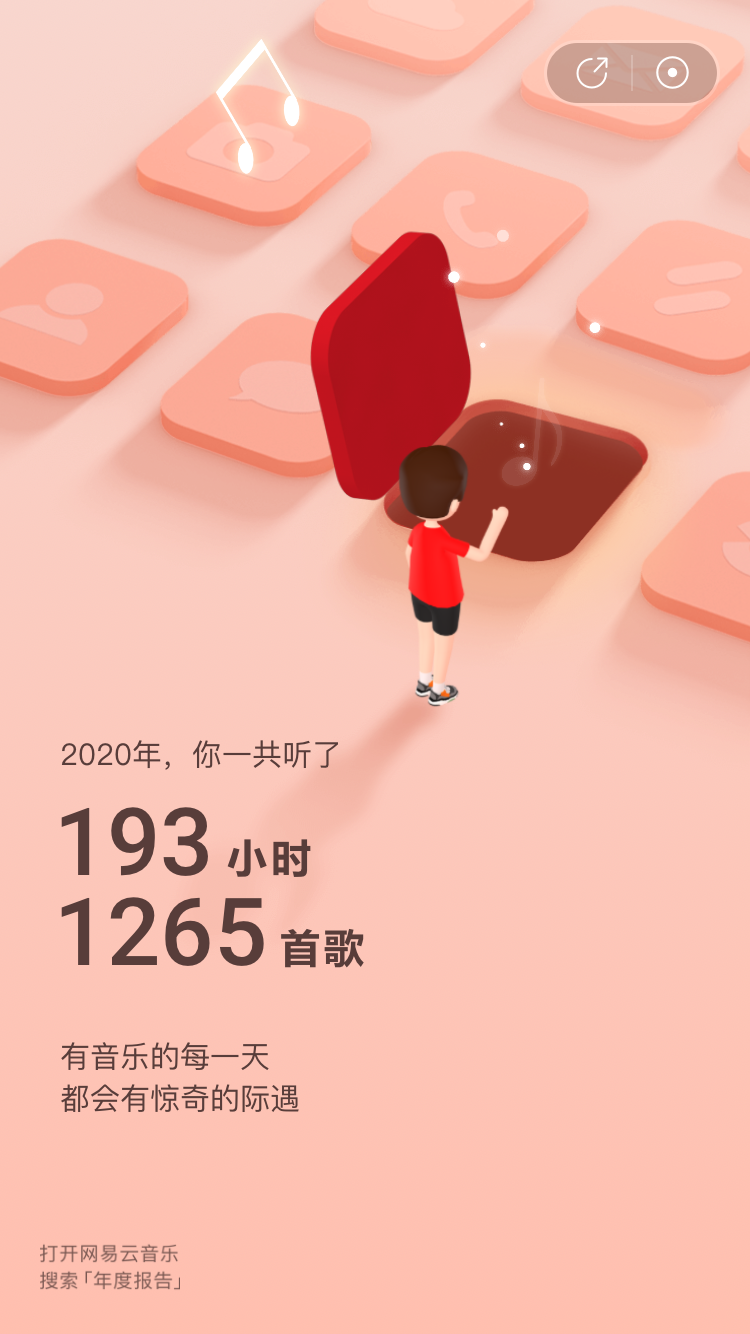 2020年，你一共听了
193 小时
1265 首歌
有音乐的每一天
都会有惊奇的际遇
打开网易云音乐
搜索「年度报告」